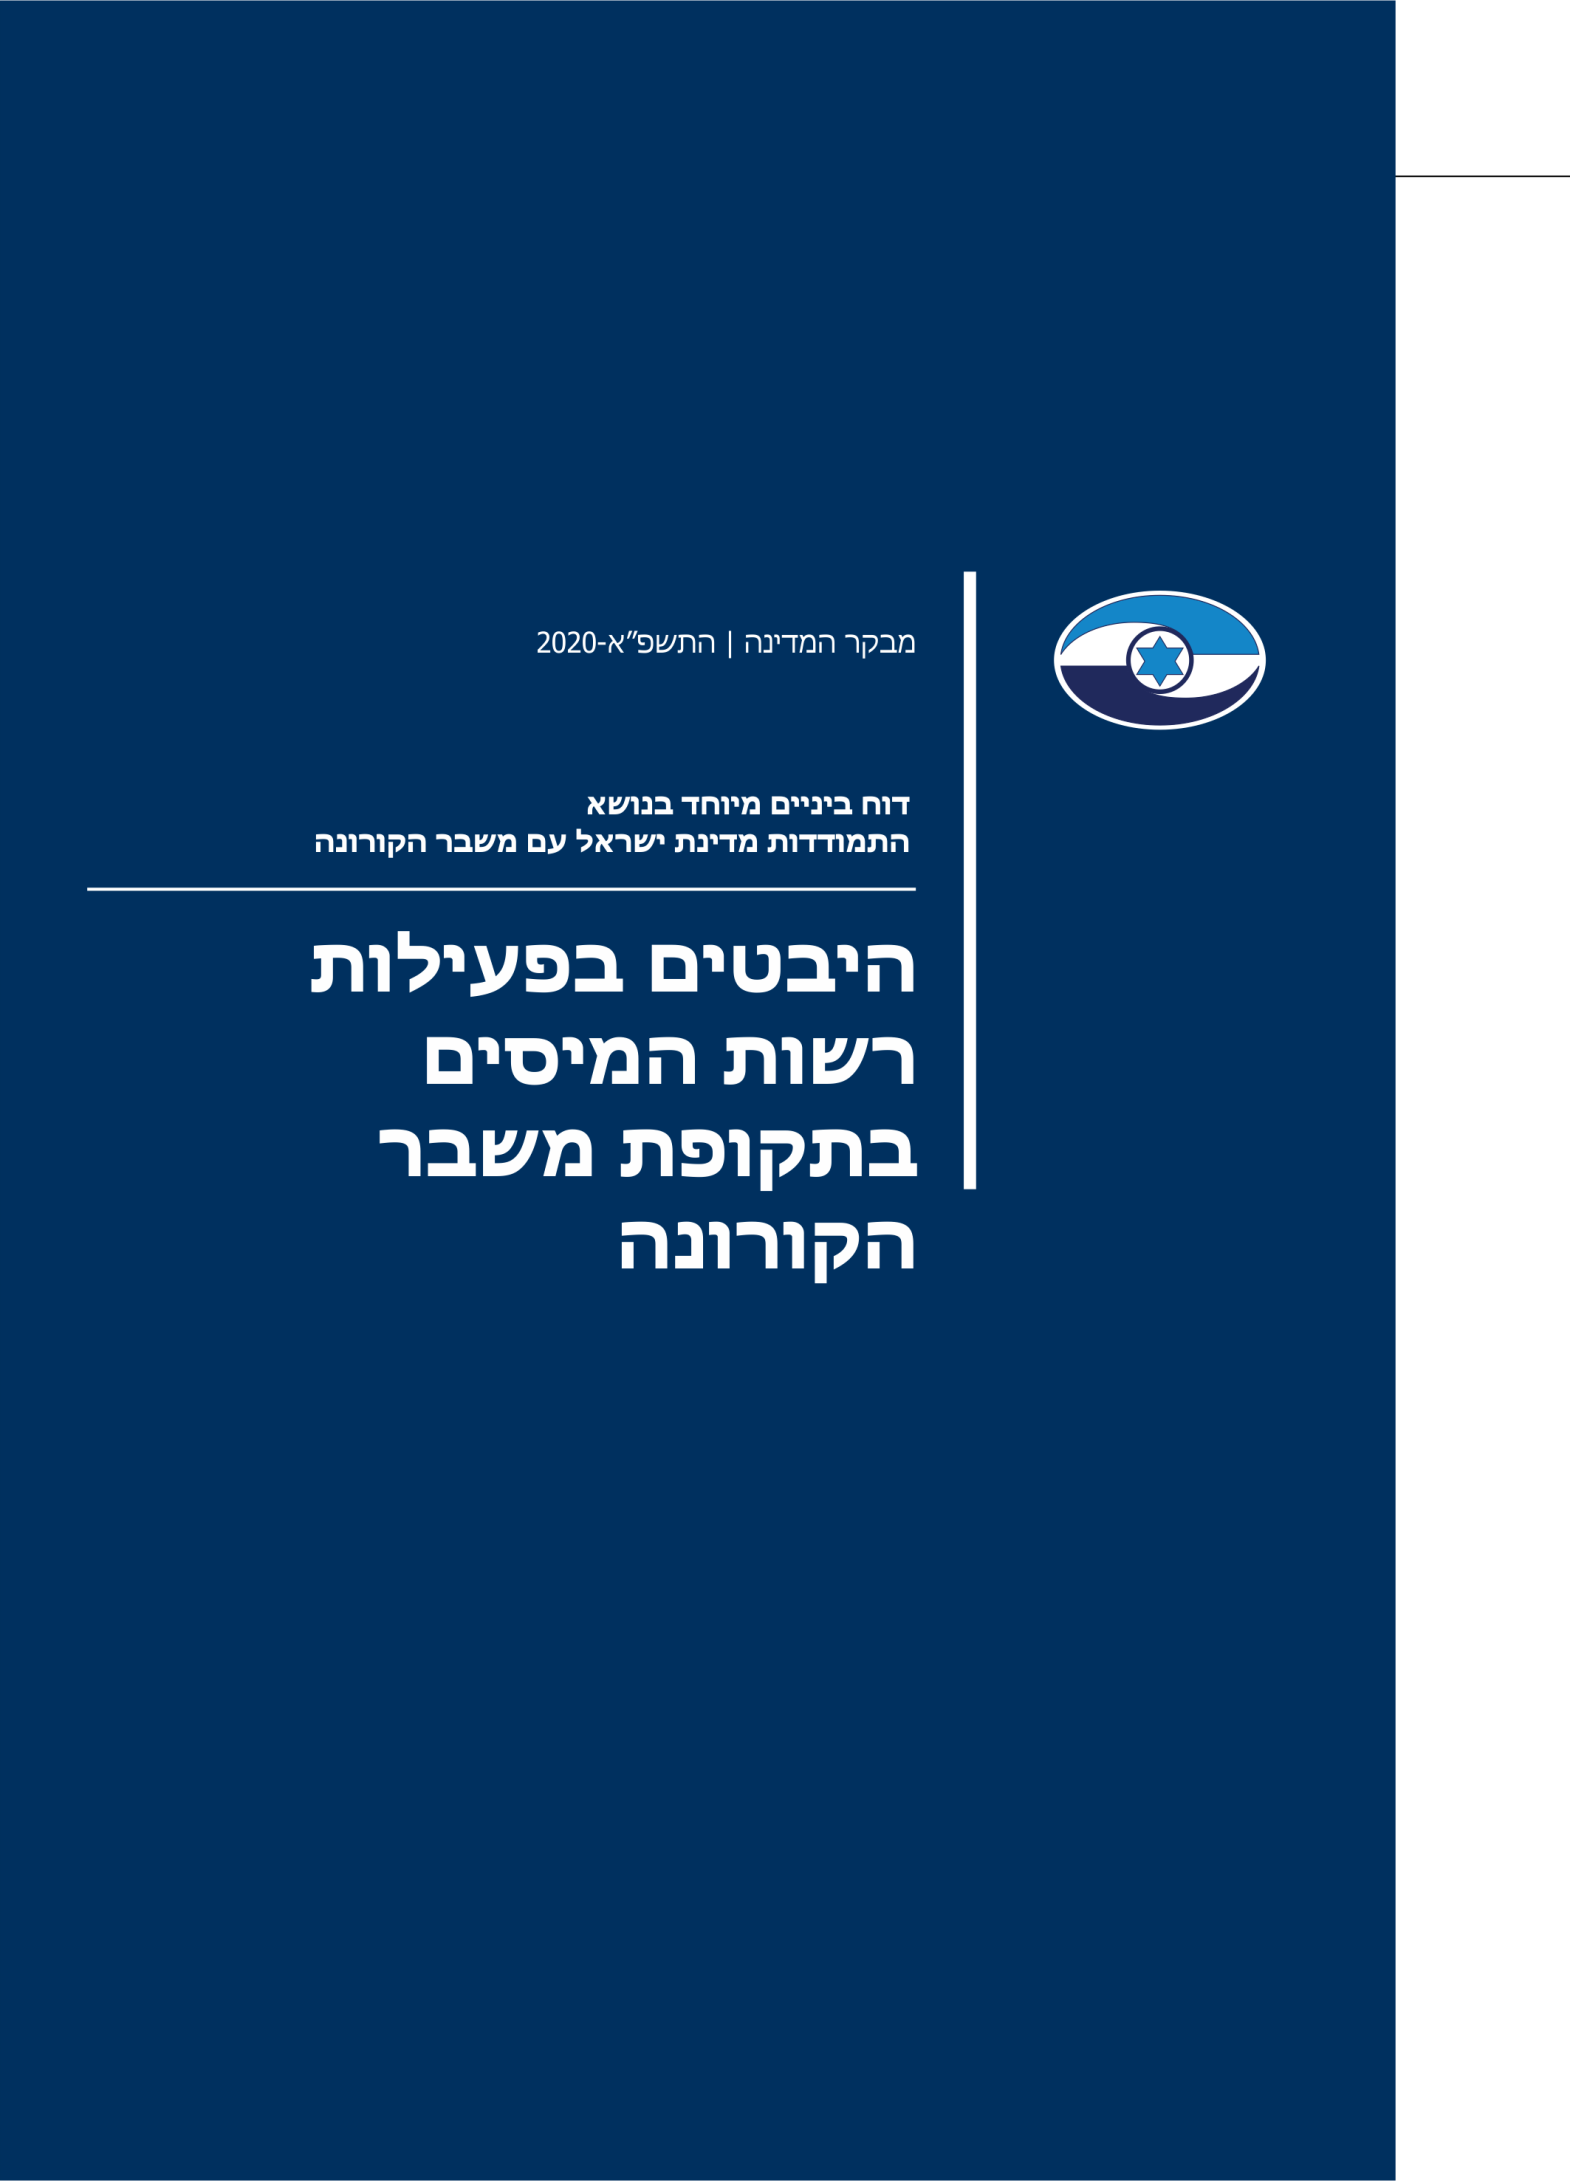 מבקר המדינה | התשפ״א-2020
דוח ביניים מיוחד בנושא
התמודדות מדינת ישראל עם משבר הקורונה
היבטים בפעילות
רשות המיסים
בתקופת משבר
הקורונה